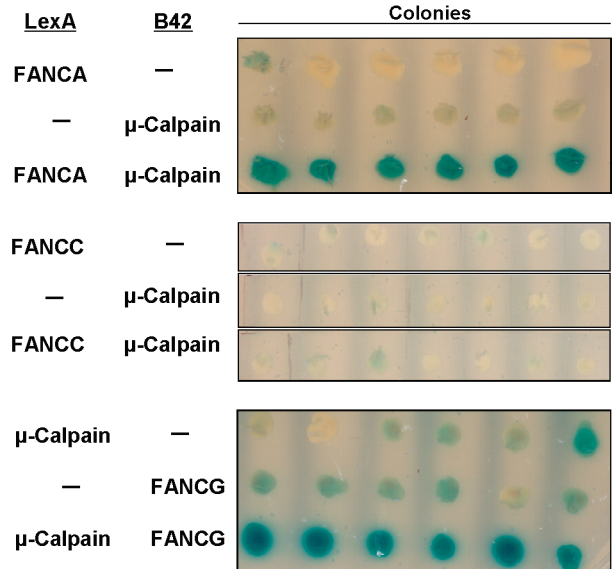 LexA B42 Colonies
FANCA —
— µ-Calpain
FANCA µ-Calpain
FANCC —
— µ-Calpain
FANCC µ-Calpain
µ-Calpain —
— FANCG
µ-Calpain FANCG